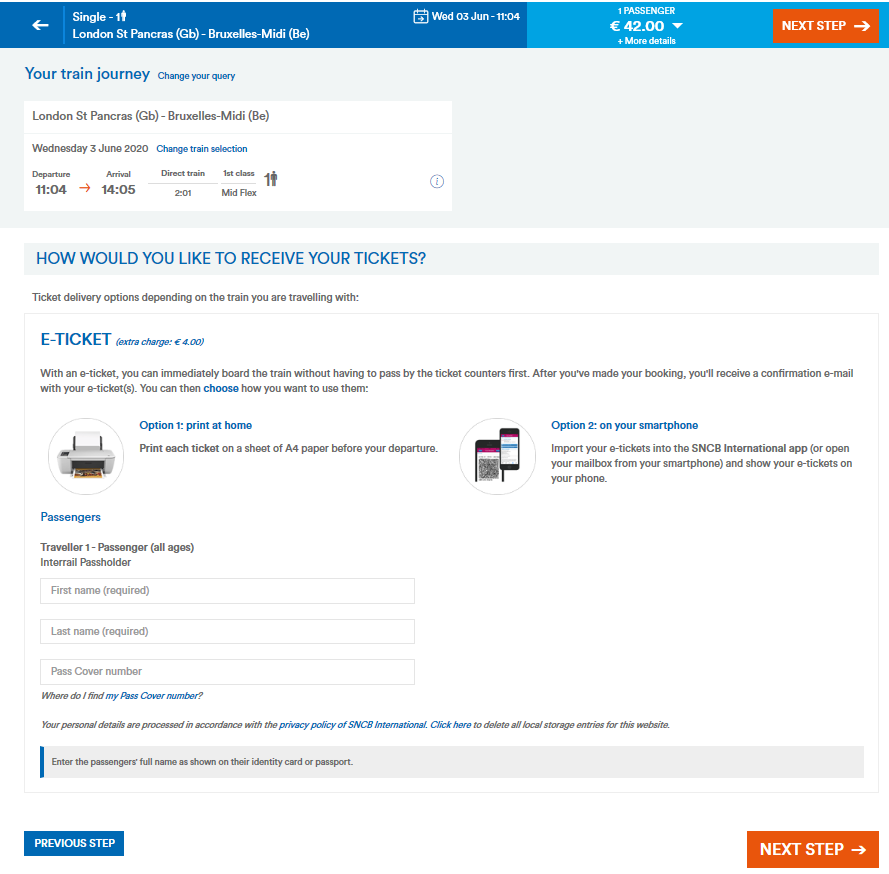 Single - 1
Wed 03 Jun - 11:04
London St Pancras (Gb) - Bruxelles-Midi (Be)
1 PASSENGER
€ 42.00
+ More details
NEXT STEP
Your train journey Change your query
London St Pancras (Gb) - Bruxelles-Midi (Be)
Wednesday 3 June 2020 Change train selection
Departure Arrival Direct train 1st class 1
11:04 14:05 2:01 Mid Flex
HOW WOULD YOU LIKE TO RECEIVE YOUR TICKETS?
Ticket delivery options depending on the train you are travelling with:
E-TICKET (extra charge: € 4.00)
With an e-ticket, you can immediately board the train without having to pass by the ticket counters first. After you've made your booking, you'll receive a confirmation e-mail
with your e-ticket(s). You can then choose how you want to use them:
Option 1: print at home
Print each ticket on a sheet of A4 paper before your departure.
Option 2: on your smartphone
Import your e-tickets into the SNCB International app (or open
your mailbox from your smartphone) and show your e-tickets on
your phone.
Passengers
Traveller 1 - Passenger (all ages)
Interrail Passholder
First name (required)
Last name (required)
Pass Cover number
Where do I find my Pass Cover number?
Your personal details are processed in accordance with the privacy policy of SNCB International. Click here to delete all local storage entries for this website.
Enter the passengers' full name as shown on their identity card or passport.
PREVIOUS STEP
NEXT STEP